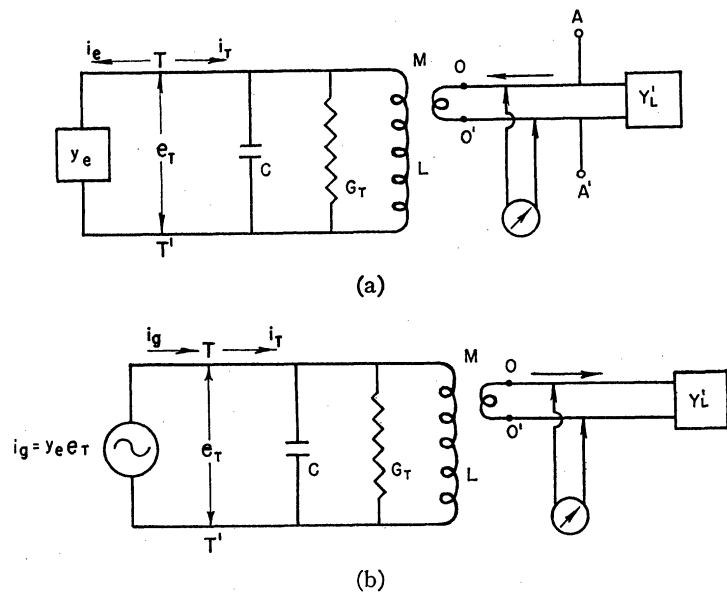 A
i_e T i_T
M O
Y'_L
y_e e_T C G_T L
O'
A'
T'
(a)
i_g T i_T
M O
Y'_L
i_g = y_e e_T e_T C G_T L
O'
T'
(b)